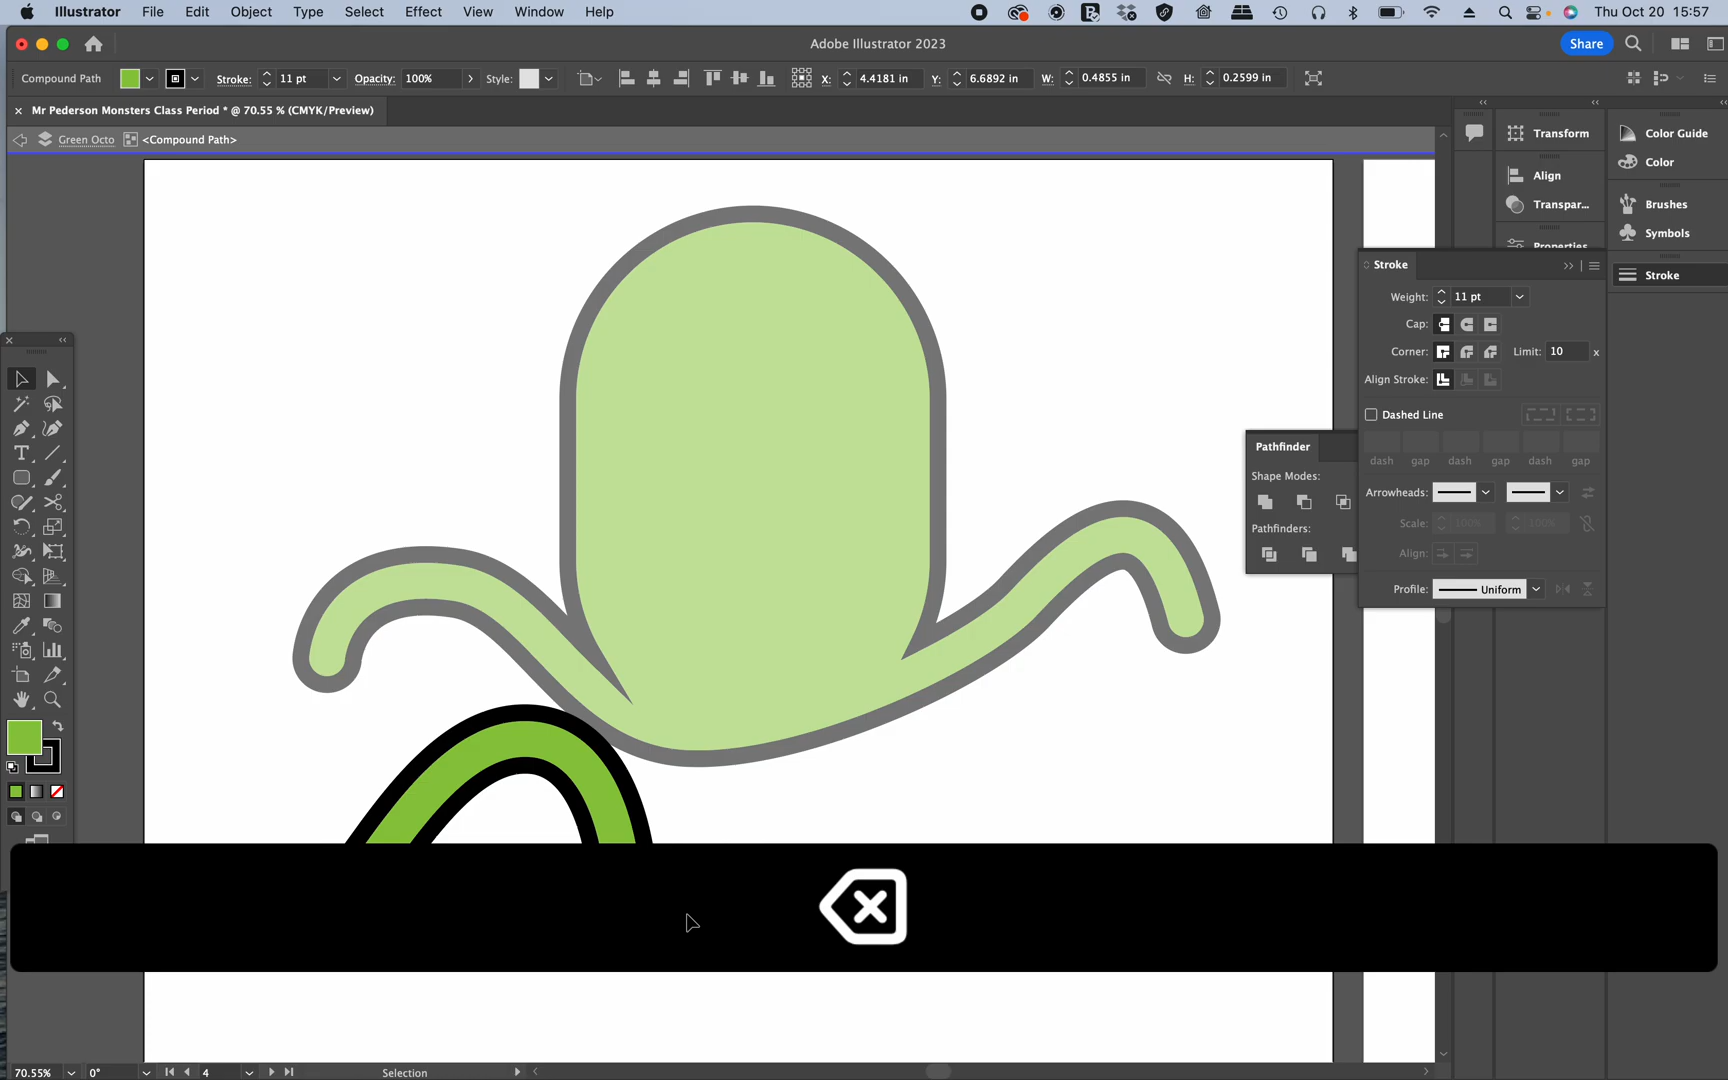 Illustrator File Edit Object Type Select Effect View Window Help Thu Oct 20 15:57
Adobe Illustrator 2023 Share
Compound Path Stroke: 11 pt Opacity: 100% Style: X: 4.4181 in Y: 6.6892 in W: 0.4855 in H: 0.2599 in
× Mr Pederson Monsters Class Period * @ 70.55 % (CMYK/Preview)
Green Octo <Compound Path>
Transform Color Guide
Color
Align
Transpar... Brushes
Symbols
Properties
Stroke Stroke
Weight: 11 pt
Cap:
Corner: Limit: 10 x
Align Stroke:
Dashed Line
dash gap dash gap dash gap
Pathfinder
Shape Modes:
Arrowheads:
Scale: 100% 100%
Pathfinders:
Align:
Profile: Uniform
70.55% 0° 4 Selection